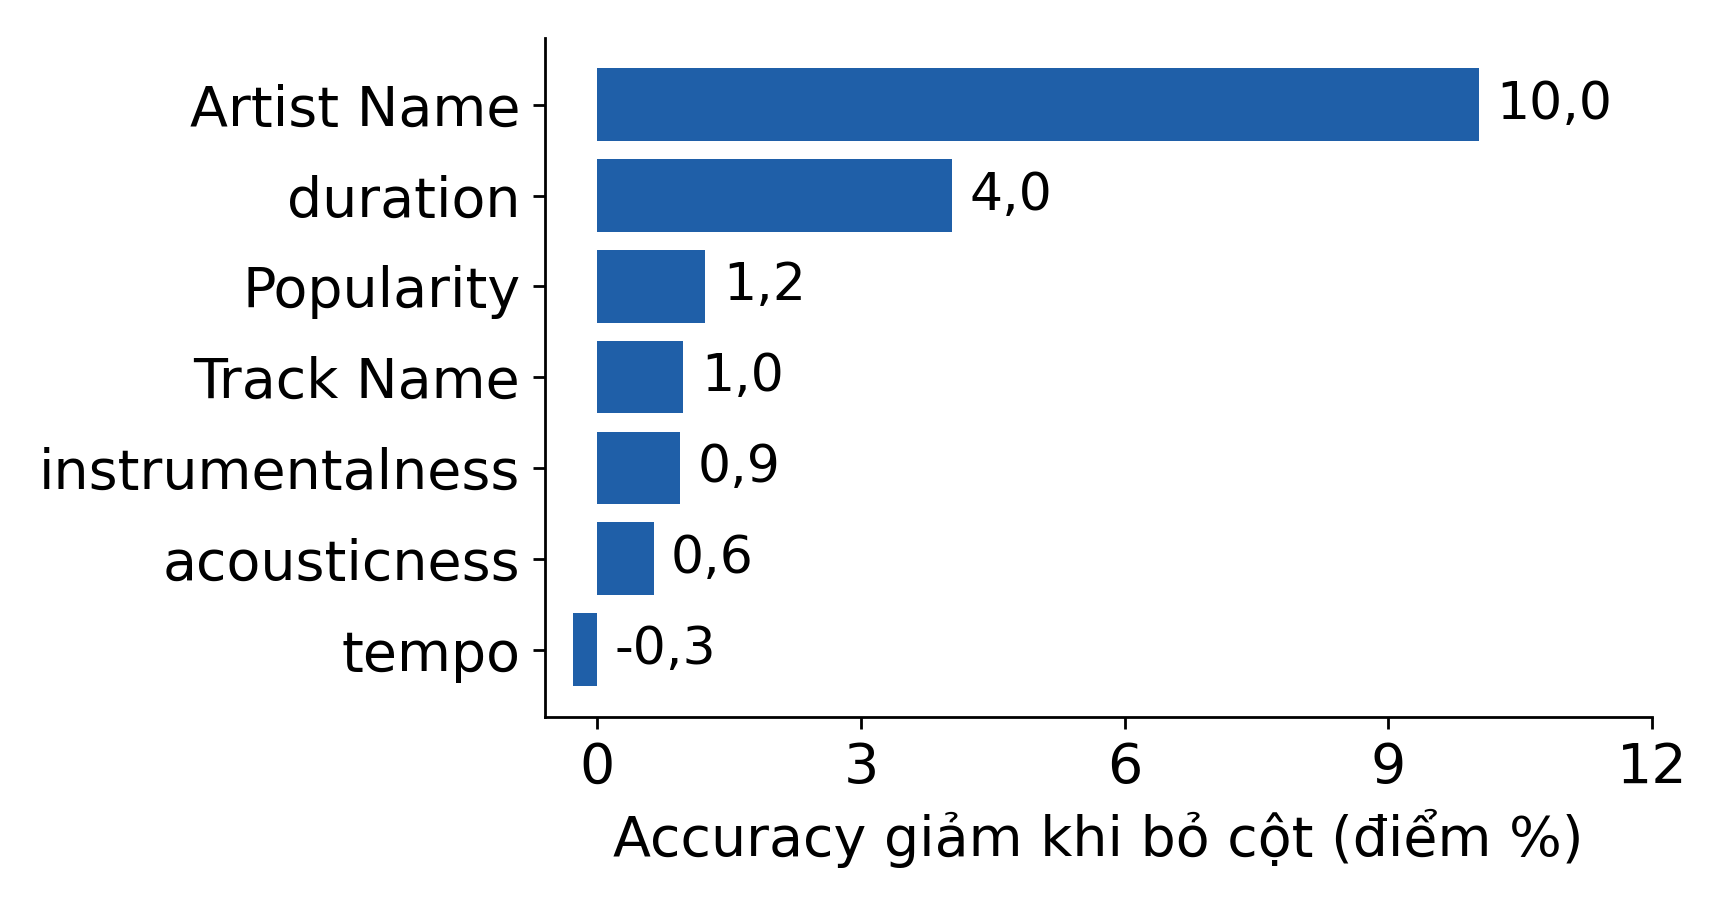 Artist Name 10,0
duration 4,0
Popularity 1,2
Track Name 1,0
instrumentalness 0,9
acousticness 0,6
tempo -0,3
0 3 6 9 12
Accuracy giảm khi bỏ cột (điểm %)